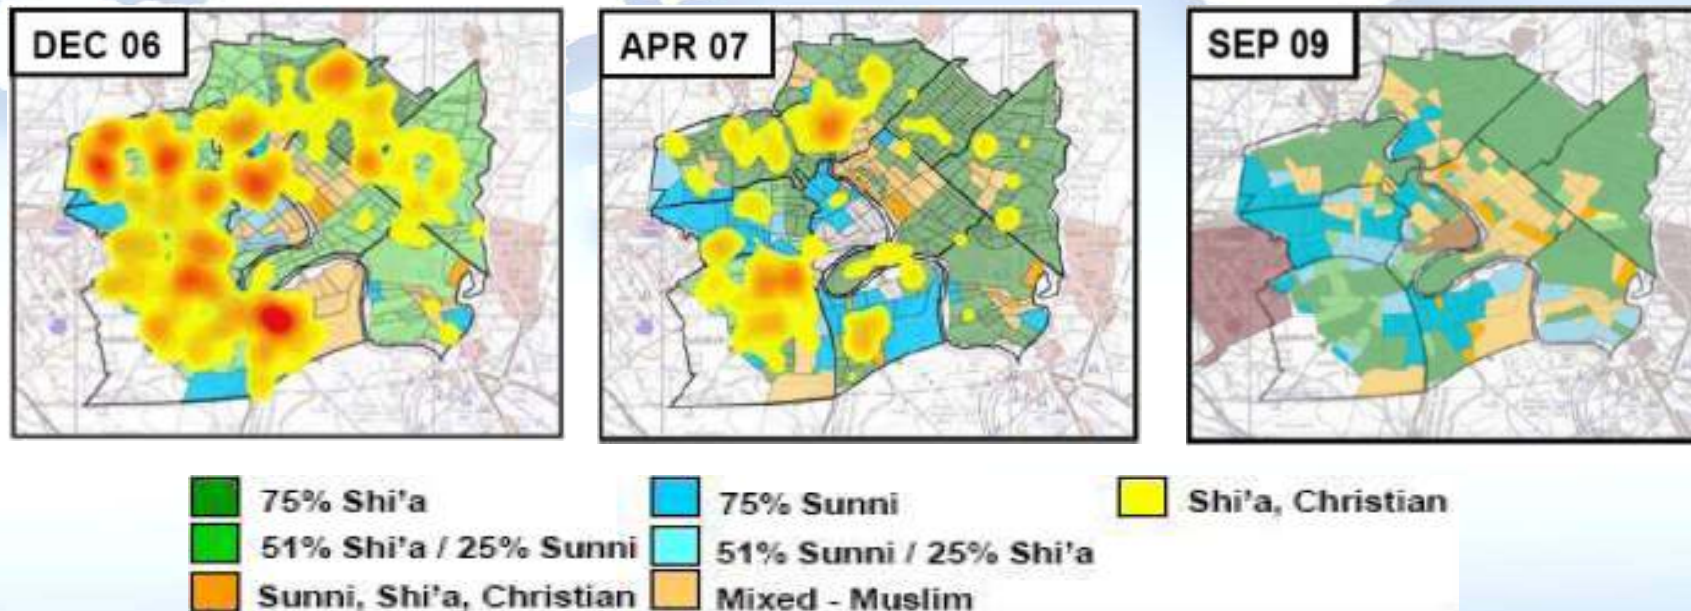 DEC 06
APR 07
SEP 09
75% Shi'a
75% Sunni
Shi'a, Christian
51% Shi'a / 25% Sunni
51% Sunni / 25% Shi'a
Sunni, Shi'a, Christian
Mixed - Muslim